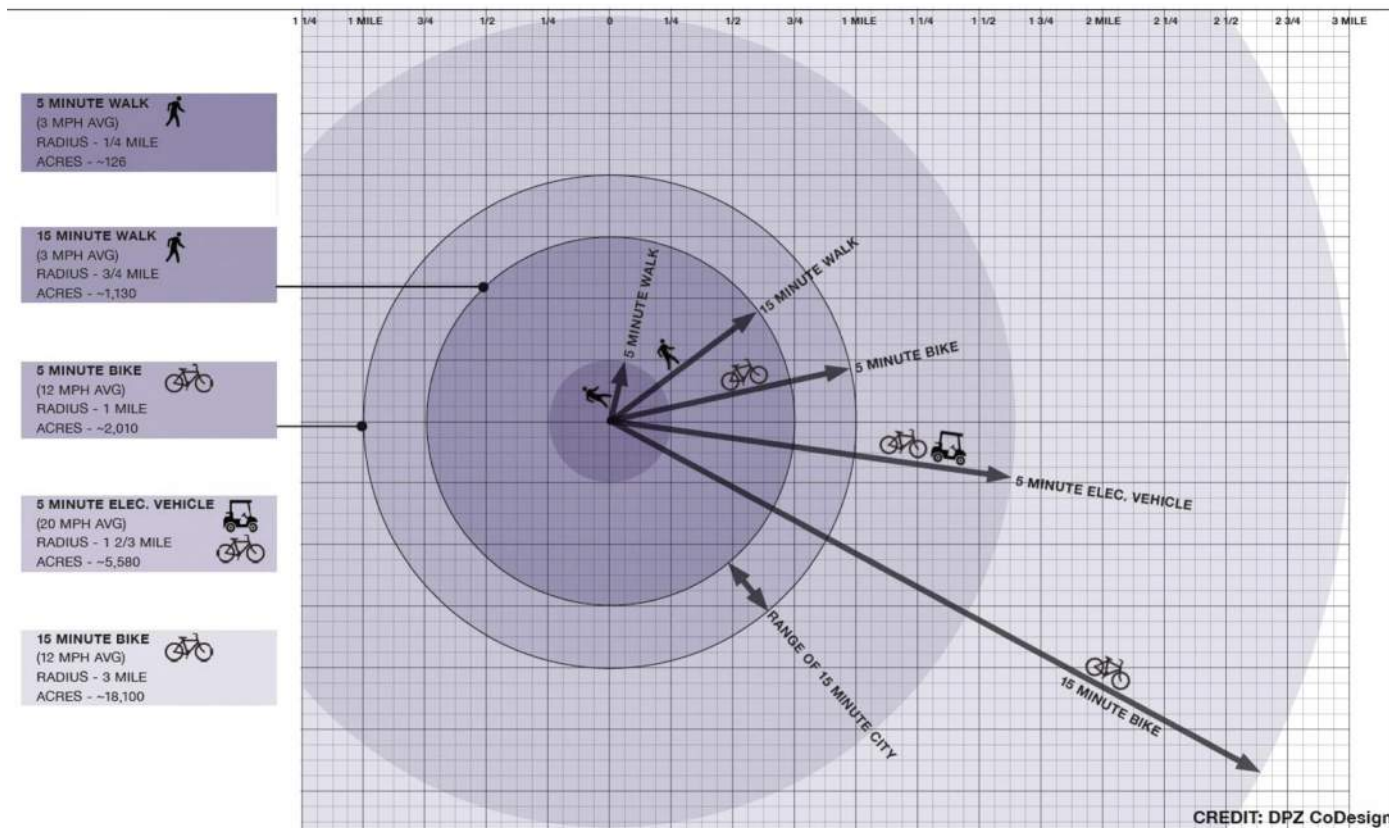 1 1/4 1 MILE 3/4 1/2 1/4 0 1/4 1/2 3/4 1 MILE 1 1/4 1 1/2 1 3/4 2 MILE 2 1/4 2 1/2 2 3/4 3 MILE
5 MINUTE WALK
(3 MPH AVG)
RADIUS - 1/4 MILE
ACRES - ~126
15 MINUTE WALK
(3 MPH AVG)
RADIUS - 3/4 MILE
ACRES - ~1,130
5 MINUTE BIKE
(12 MPH AVG)
RADIUS - 1 MILE
ACRES - ~2,010
5 MINUTE ELEC. VEHICLE
(20 MPH AVG)
RADIUS - 1 2/3 MILE
ACRES - ~5,580
15 MINUTE BIKE
(12 MPH AVG)
RADIUS - 3 MILE
ACRES - ~18,100
5 MINUTE WALK
15 MINUTE WALK
5 MINUTE BIKE
5 MINUTE ELEC. VEHICLE
RANGE OF 15 MINUTE CITY
15 MINUTE BIKE
CREDIT: DPZ CoDesign